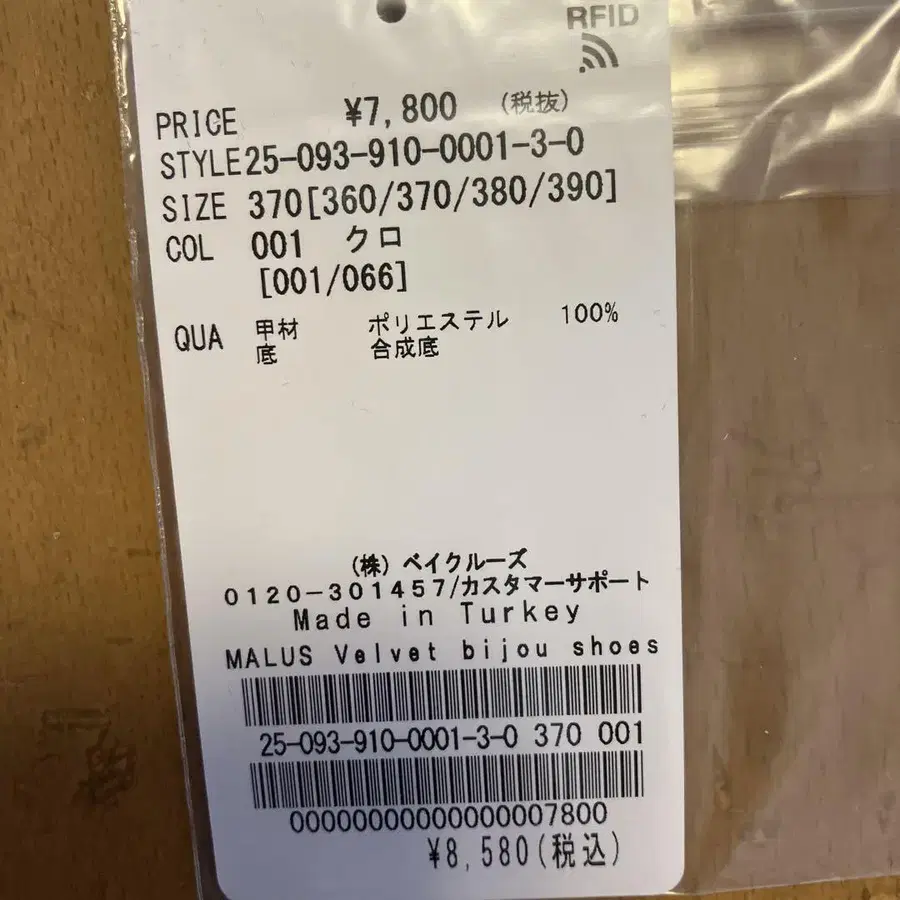 RFID
PRICE ¥7,800 (税抜)
STYLE 25-093-910-0001-3-0
SIZE 370[360/370/380/390]
COL 001 クロ
[001/066]
QUA 甲材 ポリエステル 100%
底 合成底
(株) ベイクルーズ
0120-301457/カスタマーサポート
Made in Turkey
MALUS Velvet bijou shoes
25-093-910-0001-3-0 370 001
00000000000000007800
¥8,580(税込)